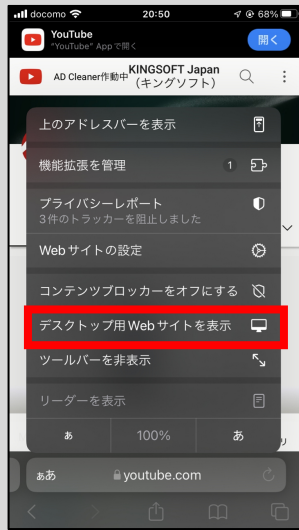 docomo 20:50 68%
YouTube
"YouTube" Appで開く
開く
AD Cleaner作動中
KINGSOFT Japan
(キングソフト)
上のアドレスバーを表示
機能拡張を管理 1
プライバシーレポート
3件のトラッカーを阻止しました
Webサイトの設定
コンテンツブロッカーをオフにする
デスクトップ用Webサイトを表示
ツールバーを非表示
リーダーを表示
あ 100% あ
ぁあ youtube.com